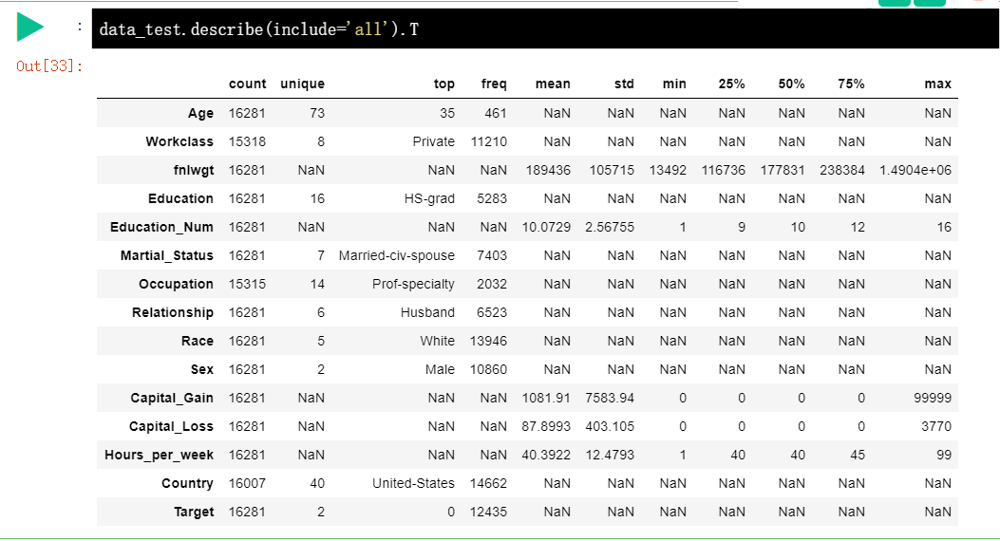 : data_test.describe(include='all').T
Out[33]:
count unique top freq mean std min 25% 50% 75% max
Age 16281 73 35 461 NaN NaN NaN NaN NaN NaN NaN
Workclass 15318 8 Private 11210 NaN NaN NaN NaN NaN NaN NaN
fnlwgt 16281 NaN NaN NaN 189436 105715 13492 116736 177831 238384 1.4904e+06
Education 16281 16 HS-grad 5283 NaN NaN NaN NaN NaN NaN NaN
Education_Num 16281 NaN NaN NaN 10.0729 2.56755 1 9 10 12 16
Martial_Status 16281 7 Married-civ-spouse 7403 NaN NaN NaN NaN NaN NaN NaN
Occupation 15315 14 Prof-specialty 2032 NaN NaN NaN NaN NaN NaN NaN
Relationship 16281 6 Husband 6523 NaN NaN NaN NaN NaN NaN NaN
Race 16281 5 White 13946 NaN NaN NaN NaN NaN NaN NaN
Sex 16281 2 Male 10860 NaN NaN NaN NaN NaN NaN NaN
Capital_Gain 16281 NaN NaN NaN 1081.91 7583.94 0 0 0 0 99999
Capital_Loss 16281 NaN NaN NaN 87.8993 403.105 0 0 0 0 3770
Hours_per_week 16281 NaN NaN NaN 40.3922 12.4793 1 40 40 45 99
Country 16007 40 United-States 14662 NaN NaN NaN NaN NaN NaN NaN
Target 16281 2 0 12435 NaN NaN NaN NaN NaN NaN NaN